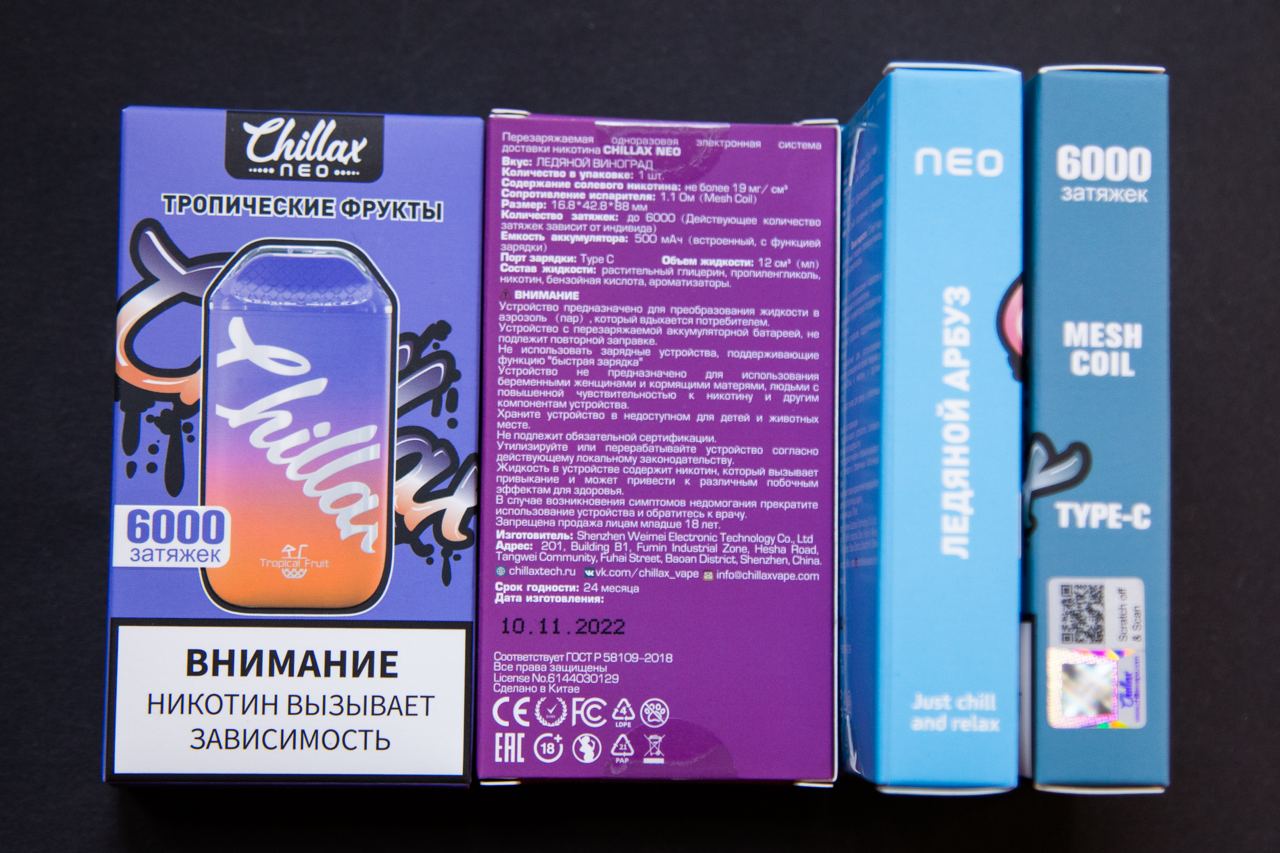 Chillax
NEO
ТРОПИЧЕСКИЕ ФРУКТЫ
Chillax
6000
затяжек
Tropical Fruit
ВНИМАНИЕ
НИКОТИН ВЫЗЫВАЕТ
ЗАВИСИМОСТЬ
Перезаряжаемая одноразовая электронная система
доставки никотина CHILLAX NEO
Вкус: ЛЕДЯНОЙ ВИНОГРАД
Количество в упаковке: 1 шт.
Содержание солевого никотина: не более 19 мг/ см³
Сопротивление испарителя: 1.1 Ом (Mesh Coil)
Размер: 16.8*42.8*88 мм
Количество затяжек: до 6000 (Действующее количество
затяжек зависит от индивида)
Емкость аккумулятора: 500 мАч (встроенный, с функцией
зарядки)
Порт зарядки: Type C Объем жидкости: 12 см³ (мл)
Состав жидкости: растительный глицерин, пропиленгликоль,
никотин, бензойная кислота, ароматизаторы.
ВНИМАНИЕ
Устройство предназначено для преобразования жидкости в
аэрозоль (пар) , который вдыхается потребителем.
Устройство с перезаряжаемой аккумуляторной батареей, не
подлежит повторной заправке.
Не использовать зарядные устройства, поддерживающие
функцию "быстрая зарядка"
Устройство не предназначено для использования
беременными женщинами и кормящими матерями, людьми с
повышенной чувствительностью к никотину и другим
компонентам устройства.
Храните устройство в недоступном для детей и животных
месте.
Не подлежит обязательной сертификации.
Утилизируйте или перерабатывайте устройство согласно
действующему локальному законодательству.
Жидкость в устройстве содержит никотин, который вызывает
привыкание и может привести к различным побочным
эффектам для здоровья.
В случае возникновения симптомов недомогания прекратите
использование устройства и обратитесь к врачу.
Запрещена продажа лицам младше 18 лет.
Изготовитель: Shenzhen Weimei Electronic Technology Co., Ltd
Адрес: 201, Building B1, Fumin Industrial Zone, Hesha Road,
Tangwei Community, Fuhai Street, Baoan District, Shenzhen, China.
chillaxtech.ru vk.com/chillax_vape info@chillaxvape.com
Срок годности: 24 месяца
Дата изготовления:
10.11.2022
Соответствует ГОСТ Р 58109-2018
Все права защищены
License No.6144030129
Сделано в Китае
CE FC 4 LDPE
EAC 18+ 21 PAP
NEO
ЛЕДЯНОЙ АРБУЗ
Just chill
and relax
6000
затяжек
MESH
COIL
TYPE-C
Scratch off
& Scan
Chillax